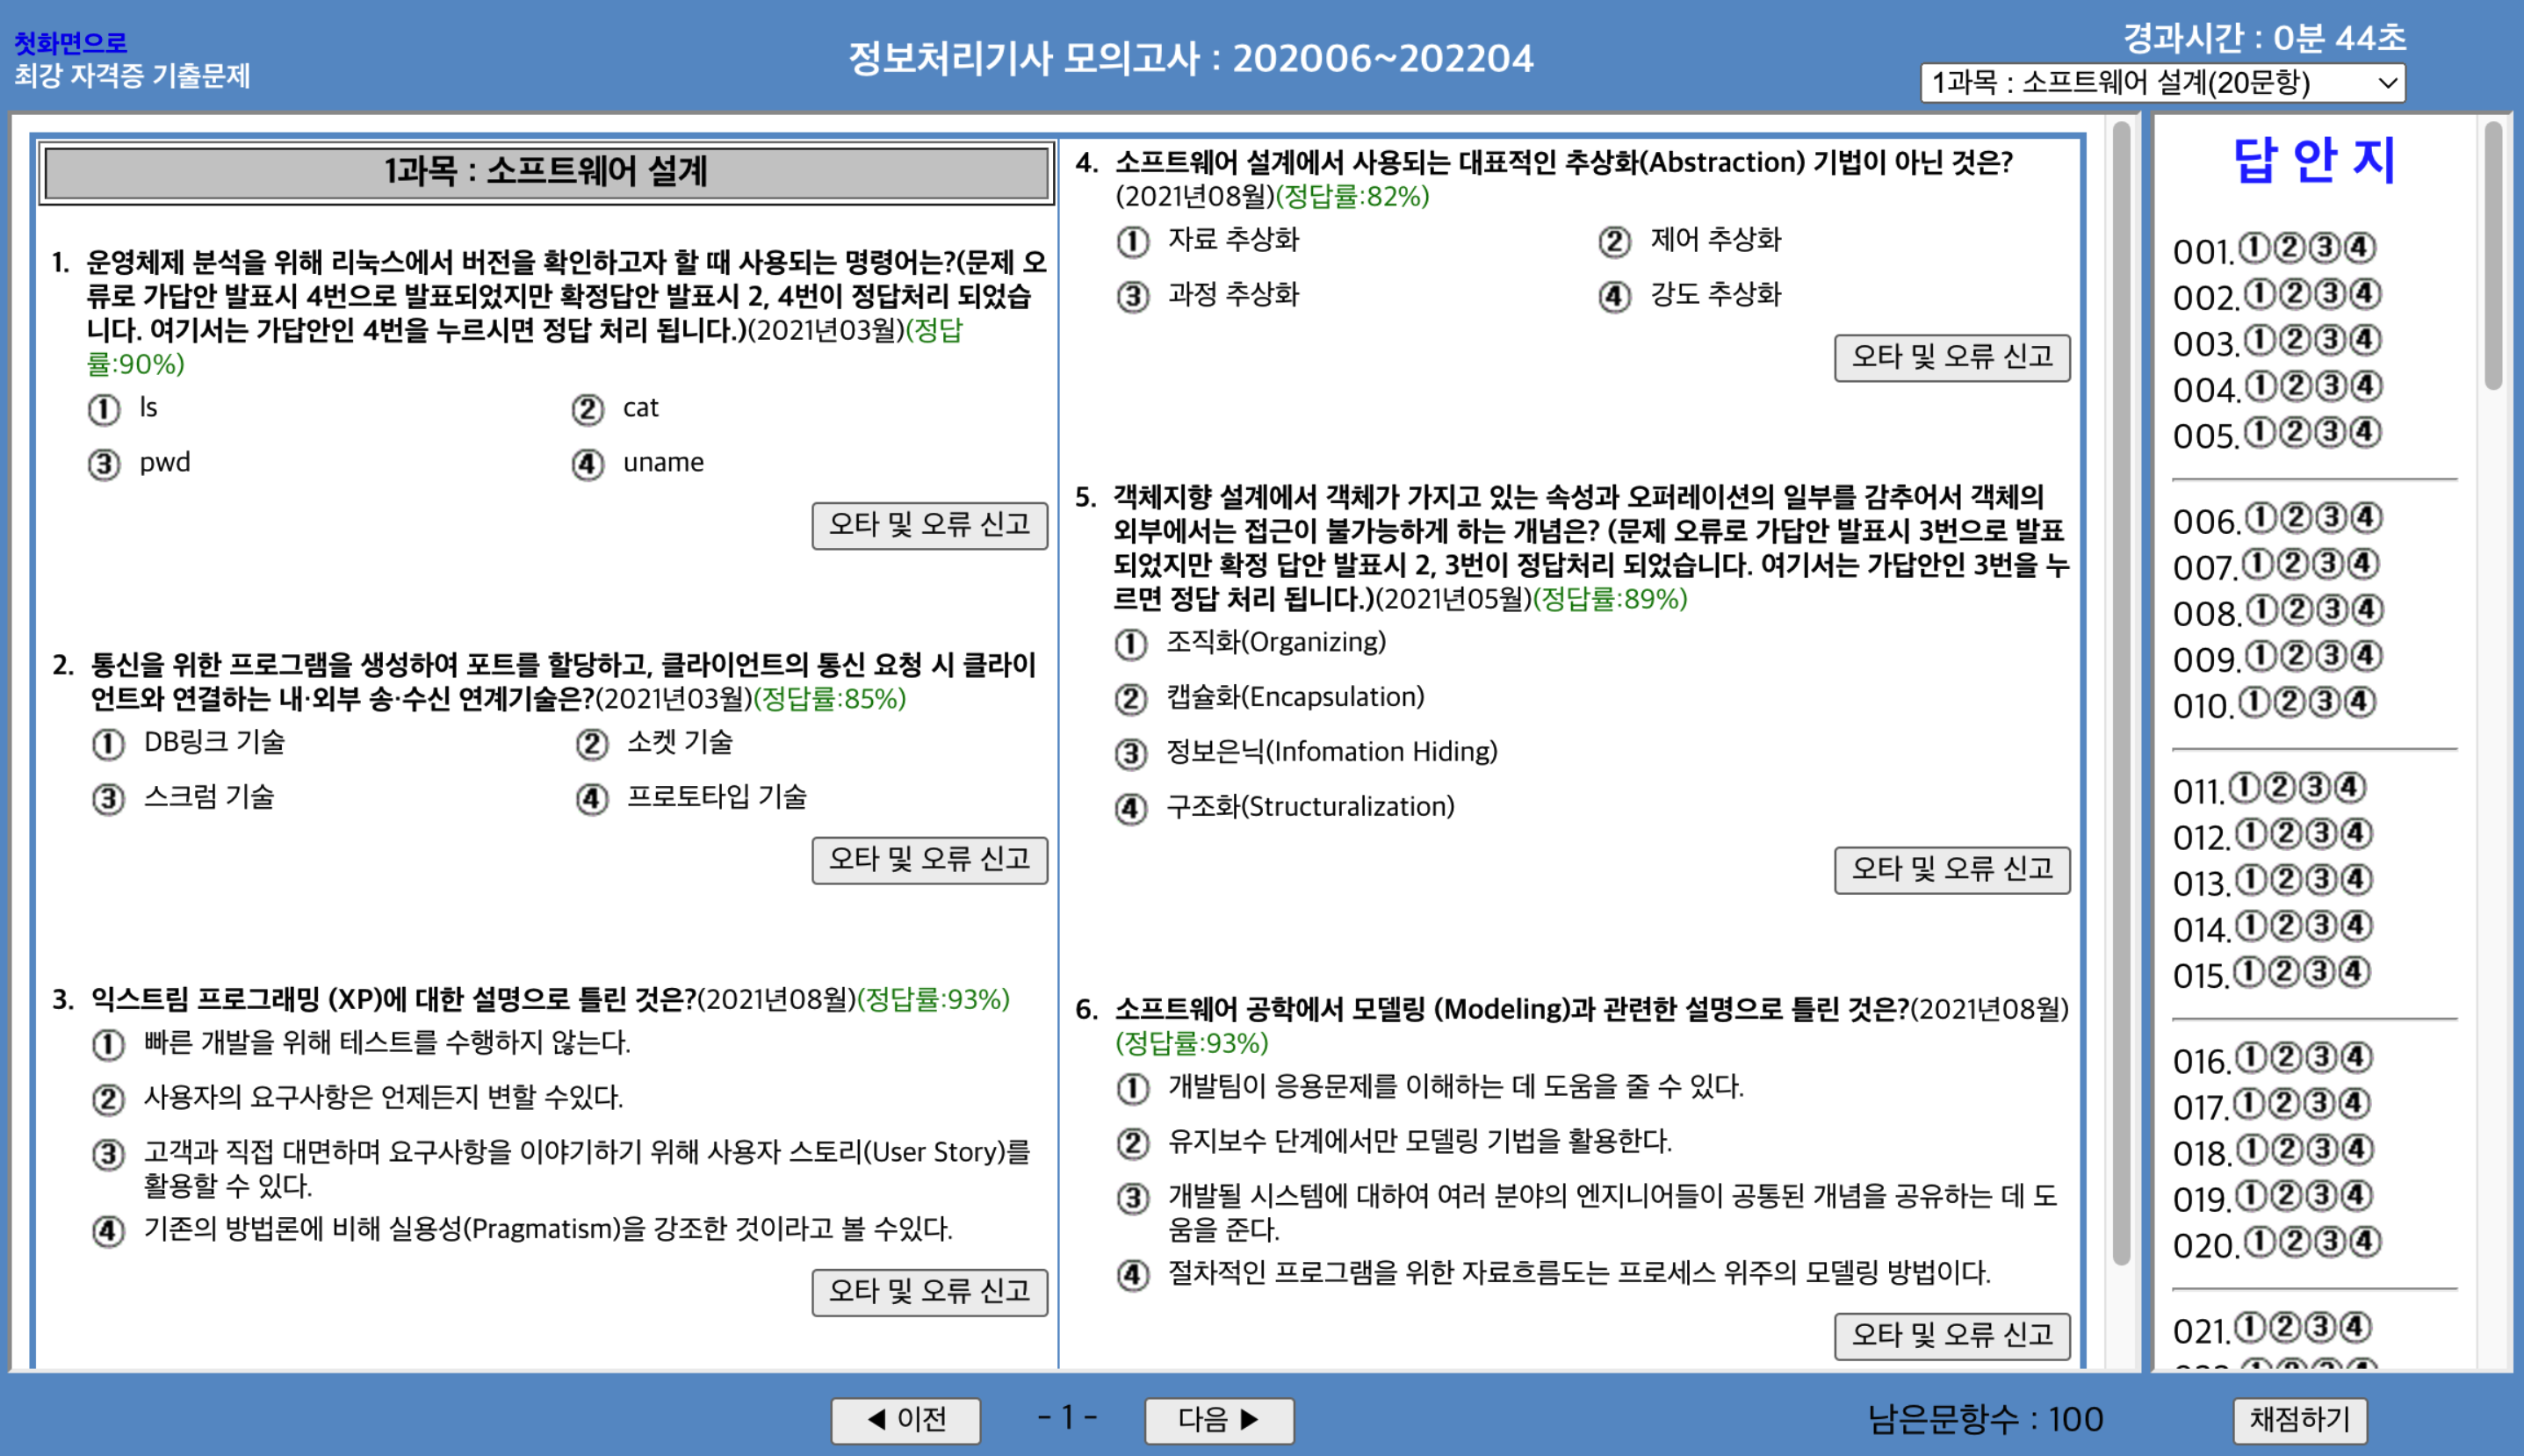 첫화면으로
최강 자격증 기출문제
정보처리기사 모의고사 : 202006~202204
경과시간 : 0분 44초
1과목 : 소프트웨어 설계(20문항)
1과목 : 소프트웨어 설계
1. 운영체제 분석을 위해 리눅스에서 버전을 확인하고자 할 때 사용되는 명령어는?(문제 오
류로 가답안 발표시 4번으로 발표되었지만 확정답안 발표시 2, 4번이 정답처리 되었습
니다. 여기서는 가답안인 4번을 누르시면 정답 처리 됩니다.)(2021년03월)(정답
률:90%)
① ls
② cat
③ pwd
④ uname
오타 및 오류 신고
2. 통신을 위한 프로그램을 생성하여 포트를 할당하고, 클라이언트의 통신 요청 시 클라이
언트와 연결하는 내·외부 송·수신 연계기술은?(2021년03월)(정답률:85%)
① DB링크 기술
② 소켓 기술
③ 스크럼 기술
④ 프로토타입 기술
오타 및 오류 신고
3. 익스트림 프로그래밍 (XP)에 대한 설명으로 틀린 것은?(2021년08월)(정답률:93%)
① 빠른 개발을 위해 테스트를 수행하지 않는다.
② 사용자의 요구사항은 언제든지 변할 수있다.
③ 고객과 직접 대면하며 요구사항을 이야기하기 위해 사용자 스토리(User Story)를
활용할 수 있다.
④ 기존의 방법론에 비해 실용성(Pragmatism)을 강조한 것이라고 볼 수있다.
오타 및 오류 신고
4. 소프트웨어 설계에서 사용되는 대표적인 추상화(Abstraction) 기법이 아닌 것은?
(2021년08월)(정답률:82%)
① 자료 추상화
② 제어 추상화
③ 과정 추상화
④ 강도 추상화
오타 및 오류 신고
5. 객체지향 설계에서 객체가 가지고 있는 속성과 오퍼레이션의 일부를 감추어서 객체의
외부에서는 접근이 불가능하게 하는 개념은? (문제 오류로 가답안 발표시 3번으로 발표
되었지만 확정 답안 발표시 2, 3번이 정답처리 되었습니다. 여기서는 가답안인 3번을 누
르면 정답 처리 됩니다.)(2021년05월)(정답률:89%)
① 조직화(Organizing)
② 캡슐화(Encapsulation)
③ 정보은닉(Infomation Hiding)
④ 구조화(Structuralization)
오타 및 오류 신고
6. 소프트웨어 공학에서 모델링 (Modeling)과 관련한 설명으로 틀린 것은?(2021년08월)
(정답률:93%)
① 개발팀이 응용문제를 이해하는 데 도움을 줄 수 있다.
② 유지보수 단계에서만 모델링 기법을 활용한다.
③ 개발될 시스템에 대하여 여러 분야의 엔지니어들이 공통된 개념을 공유하는 데 도
움을 준다.
④ 절차적인 프로그램을 위한 자료흐름도는 프로세스 위주의 모델링 방법이다.
오타 및 오류 신고
답 안 지
001.①②③④
002.①②③④
003.①②③④
004.①②③④
005.①②③④
006.①②③④
007.①②③④
008.①②③④
009.①②③④
010.①②③④
011.①②③④
012.①②③④
013.①②③④
014.①②③④
015.①②③④
016.①②③④
017.①②③④
018.①②③④
019.①②③④
020.①②③④
021.①②③④
◀ 이전
- 1 -
다음 ▶
남은문항수 : 100
채점하기